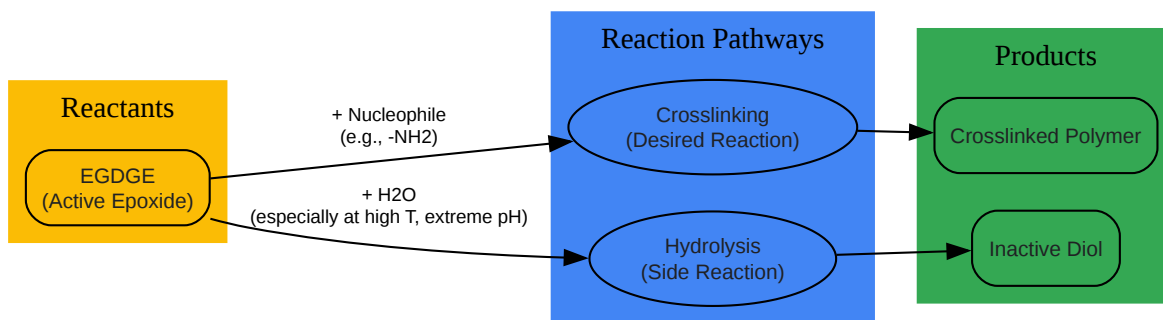 Reactants
EGDGE
(Active Epoxide)
+ Nucleophile
(e.g., -NH2)
+ H2O
(especially at high T, extreme pH)
Reaction Pathways
Crosslinking
(Desired Reaction)
Hydrolysis
(Side Reaction)
Products
Crosslinked Polymer
Inactive Diol